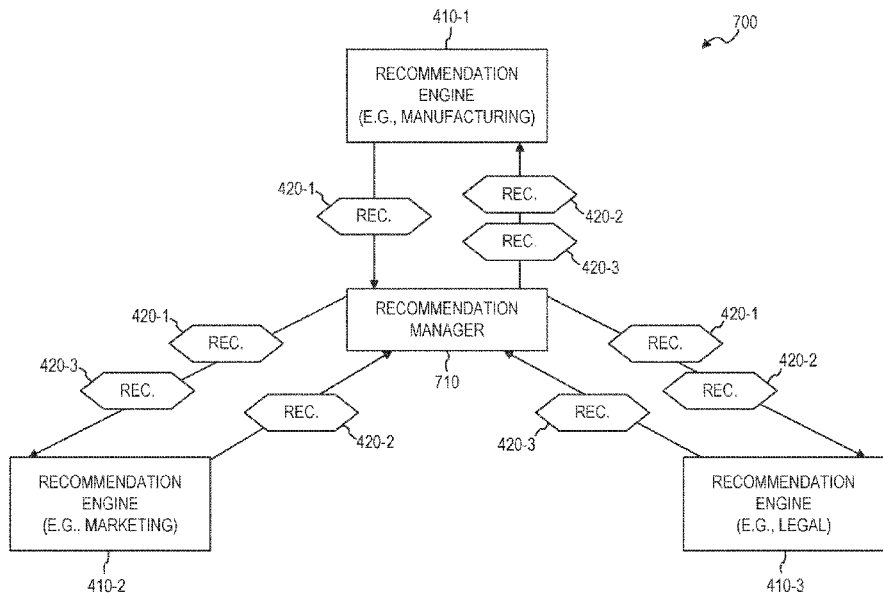 410-1
700
RECOMMENDATION
ENGINE
(E.G., MANUFACTURING)
420-1
REC.
REC.
420-2
REC.
420-3
RECOMMENDATION
MANAGER
710
420-1
REC.
420-3
REC.
REC.
420-2
REC.
420-1
REC.
420-2
REC.
420-3
RECOMMENDATION
ENGINE
(E.G.. MARKETING)
410-2
RECOMMENDATION
ENGINE
(E.G., LEGAL)
410-3